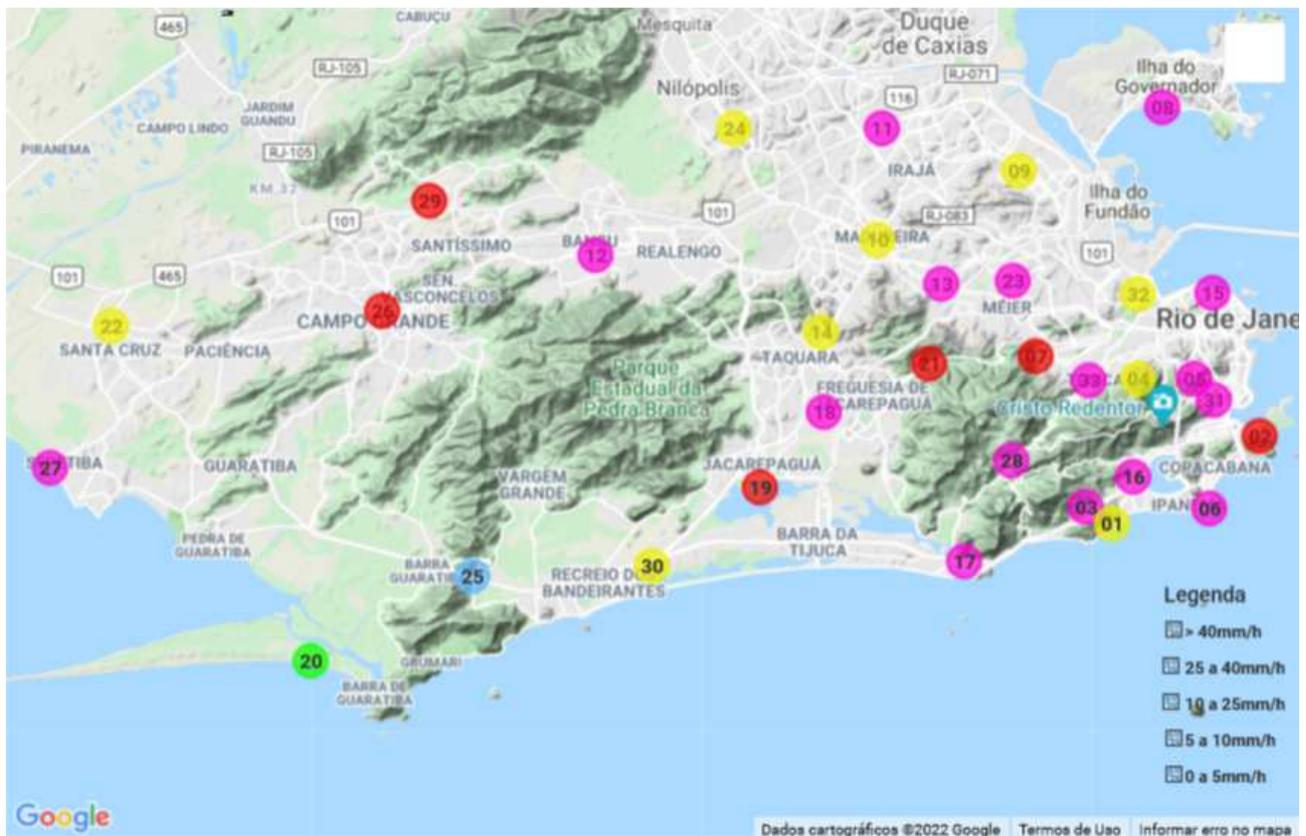 465
CABUÇU
Mesquita
Duque
de Caxias
RJ-105
RJ-071
Ilha do
Governador
Nilópolis
116
JARDIM
GUANDU
08
CAMPO LINDO
24
11
PIRANEMA
RJ-105
IRAJÁ
09
KM 32
29
Ilha do
Fundão
101
101
RJ-083
SANTÍSSIMO
12
REALENGO
10
101
101
465
SEN.
VASCONCELOS
13
23
32
15
MÉIER
26
CAMPO GRANDE
22
14
Rio de Jane
SANTA CRUZ
PACIÊNCIA
TAQUARA
07
Parque
Estadual da
Pedra Branca
21
33
04
05
FREGUESIA DE
JACAREPAGUÁ
18
31
Cristo Redentor
02
27
GUARATIBA
28
COPACABANA
JACAREPAGUÁ
VARGEM
GRANDE
16
19
03
IPAN
06
01
PEDRA DE
GUARATIBA
BARRA DA
TIJUCA
17
BARRA
GUARATIB
25
30
RECREIO DOS
BANDEIRANTES
Legenda
> 40mm/h
20
GRUMARI
25 a 40mm/h
BARRA DE
GUARATIBA
10 a 25mm/h
5 a 10mm/h
0 a 5mm/h
Google
Dados cartográficos ©2022 Google
Termos de Uso
Informar erro no mapa